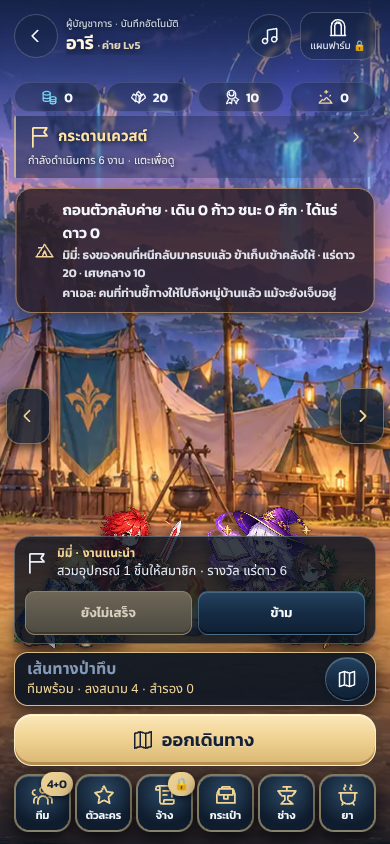 ผู้บัญชาการ · บันทึกอัตโนมัติ
อารี · ค่าย Lv5
แผนฟาร์ม
0
20
10
0
กระดานเควสต์
กำลังดำเนินการ 6 งาน · แตะเพื่อดู
ถอนตัวกลับค่าย · เดิน 0 ก้าว ชนะ 0 ศึก · ได้แร่
ดาว 0
มิมี่: ธงของคนที่หนีกลับมาครบแล้ว ข้าเก็บเข้าคลังให้ · แร่ดาว
20 · เศษกลาง 10
คาเอล: คนที่ท่านชี้ทางให้ไปถึงหมู่บ้านแล้ว แม้จะยังเจ็บอยู่
มิมี่ · งานแนะนำ
สวมอุปกรณ์ 1 ชิ้นให้สมาชิก · รางวัล แร่ดาว 6
ยังไม่เสร็จ
ข้าม
เส้นทางป่าทึบ
ทีมพร้อม · ลงสนาม 4 · สำรอง 0
ออกเดินทาง
4+0
ทีม
ตัวละคร
จ้าง
กระเป๋า
ช่าง
ยา